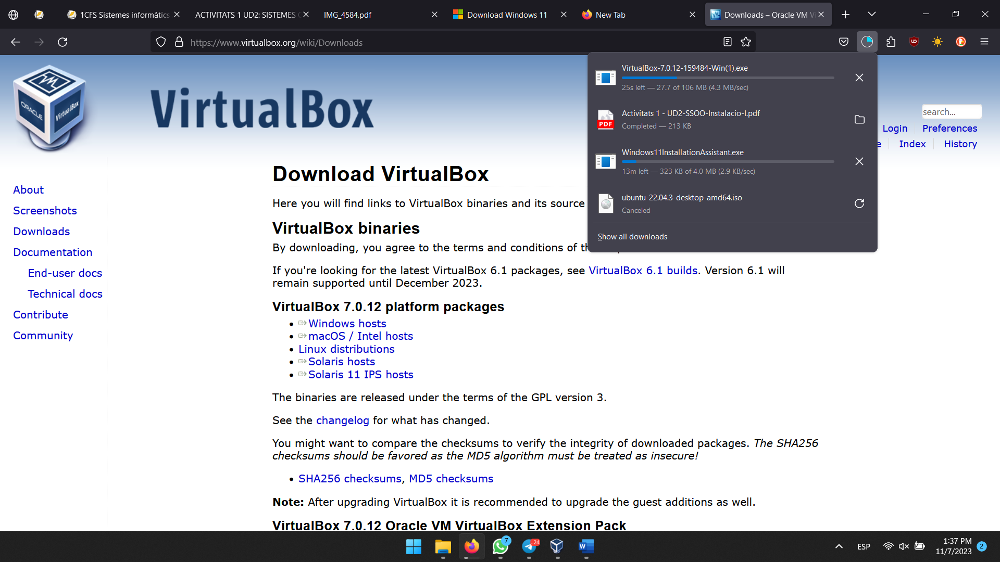 1CFS Sistemes informàtics
ACTIVITATS 1 UD2: SISTEMES
IMG_4584.pdf
Download Windows 11
New Tab
Downloads – Oracle VM
https://www.virtualbox.org/wiki/Downloads
VirtualBox-7.0.12-159484-Win(1).exe
25s left — 27.7 of 106 MB (4.3 MB/sec)
Activitats 1 - UD2-SSOO-Instalacio-I.pdf
Completed — 213 KB
PDF
Windows11InstallationAssistant.exe
13m left — 323 KB of 4.0 MB (2.9 KB/sec)
ubuntu-22.04.3-desktop-amd64.iso
Canceled
Show all downloads
ORACLE
VirtualBox
VirtualBox
search...
Login
Preferences
Index
History
About
Screenshots
Downloads
Documentation
End-user docs
Technical docs
Contribute
Community
Download VirtualBox
Here you will find links to VirtualBox binaries and its source
VirtualBox binaries
By downloading, you agree to the terms and conditions of
If you're looking for the latest VirtualBox 6.1 packages, see VirtualBox 6.1 builds. Version 6.1 will
remain supported until December 2023.
VirtualBox 7.0.12 platform packages
• Windows hosts
• macOS / Intel hosts
• Linux distributions
• Solaris hosts
• Solaris 11 IPS hosts
The binaries are released under the terms of the GPL version 3.
See the changelog for what has changed.
You might want to compare the checksums to verify the integrity of downloaded packages. The SHA256
checksums should be favored as the MD5 algorithm must be treated as insecure!
• SHA256 checksums, MD5 checksums
Note: After upgrading VirtualBox it is recommended to upgrade the guest additions as well.
VirtualBox 7.0.12 Oracle VM VirtualBox Extension Pack
7
..24
W
ESP
1:37 PM
11/7/2023
2